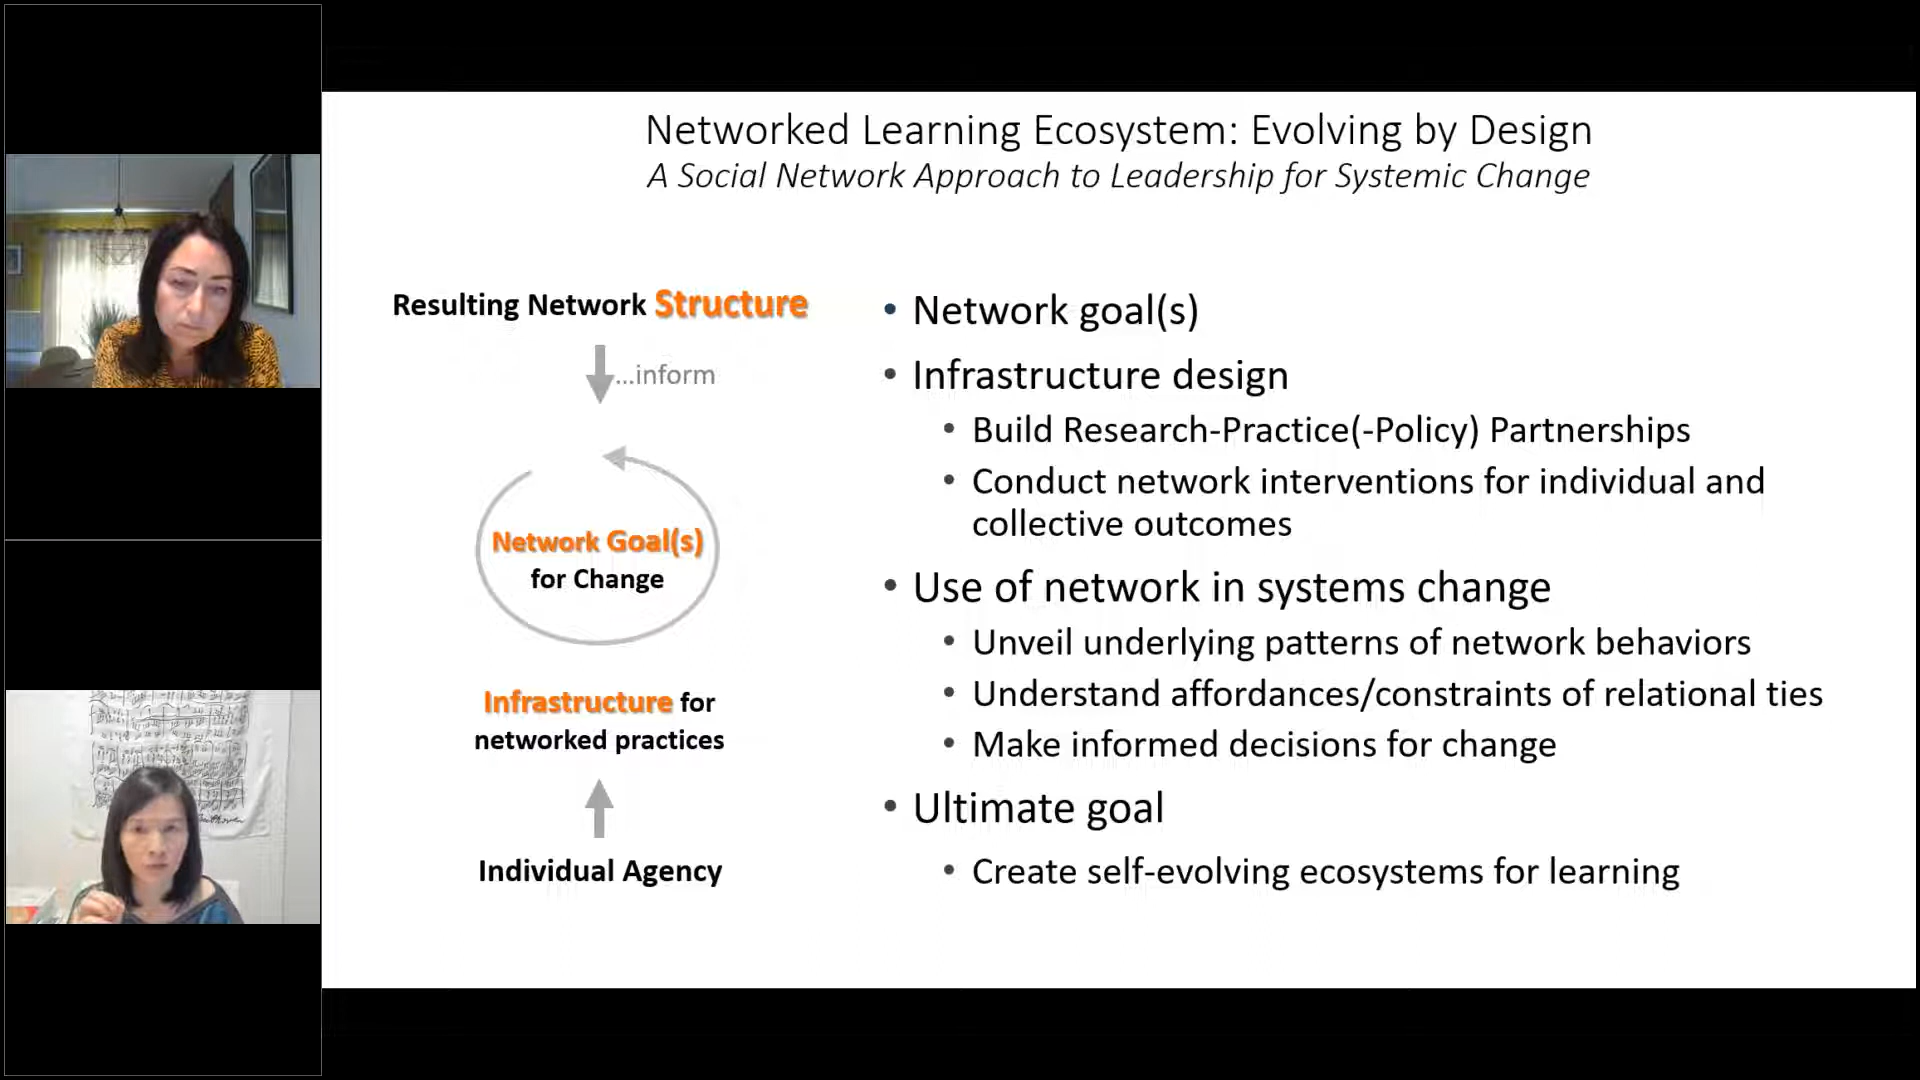 Networked Learning Ecosystem: Evolving by Design
A Social Network Approach to Leadership for Systemic Change
Resulting Network Structure
...inform
Network Goal(s)
for Change
Infrastructure for
networked practices
Individual Agency
• Network goal(s)
• Infrastructure design
• Build Research-Practice(-Policy) Partnerships
• Conduct network interventions for individual and
collective outcomes
• Use of network in systems change
• Unveil underlying patterns of network behaviors
• Understand affordances/constraints of relational ties
• Make informed decisions for change
• Ultimate goal
• Create self-evolving ecosystems for learning